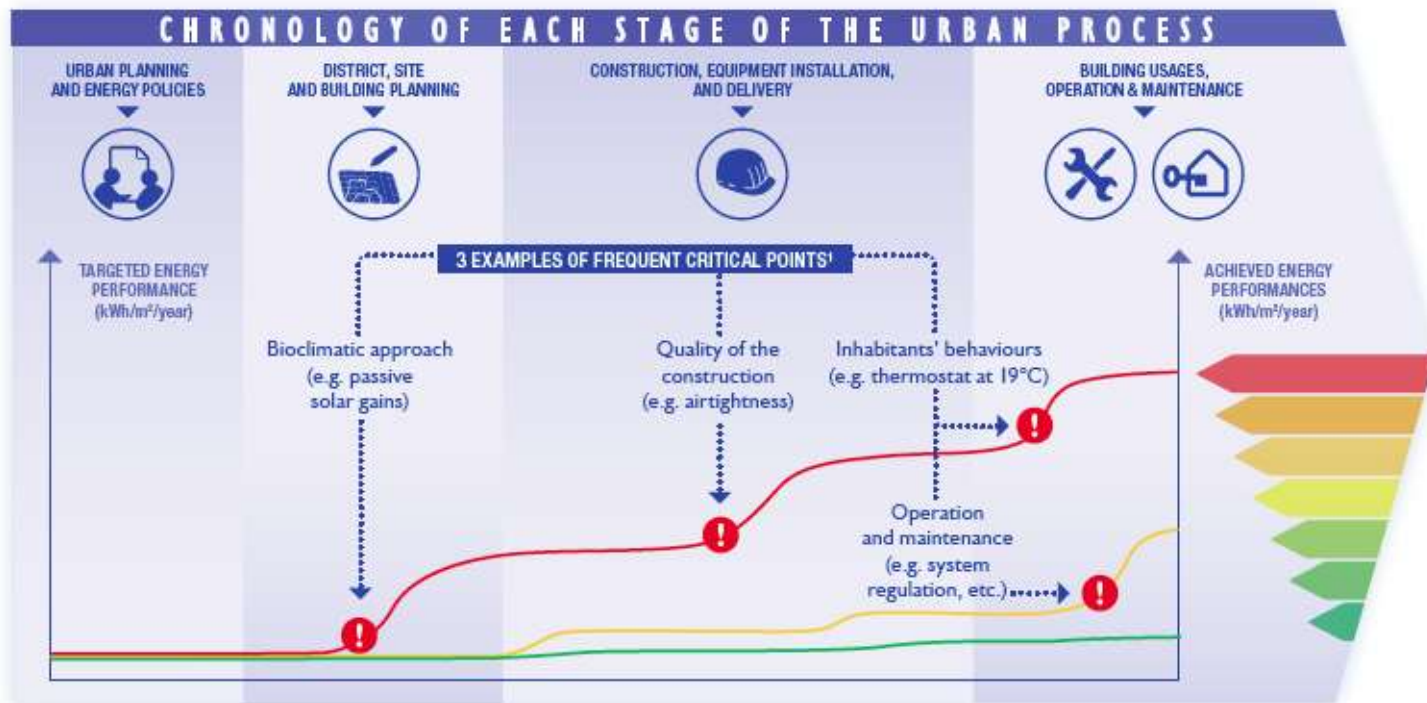 CHRONOLOGY OF EACH STAGE OF THE URBAN PROCESS
URBAN PLANNING
AND ENERGY POLICIES
DISTRICT, SITE
AND BUILDING PLANNING
CONSTRUCTION, EQUIPMENT INSTALLATION,
AND DELIVERY
BUILDING USAGES,
OPERATION & MAINTENANCE
3 EXAMPLES OF FREQUENT CRITICAL POINTS¹
TARGETED ENERGY
PERFORMANCE
(kWh/m²/year)
ACHIEVED ENERGY
PERFORMANCES
(kWh/m²/year)
Bioclimatic approach
(e.g. passive
solar gains)
Quality of the
construction
(e.g. airtightness)
Inhabitants' behaviours
(e.g. thermostat at 19°C)
!
!
Operation
and maintenance
(e.g. system
regulation, etc.)
!
!